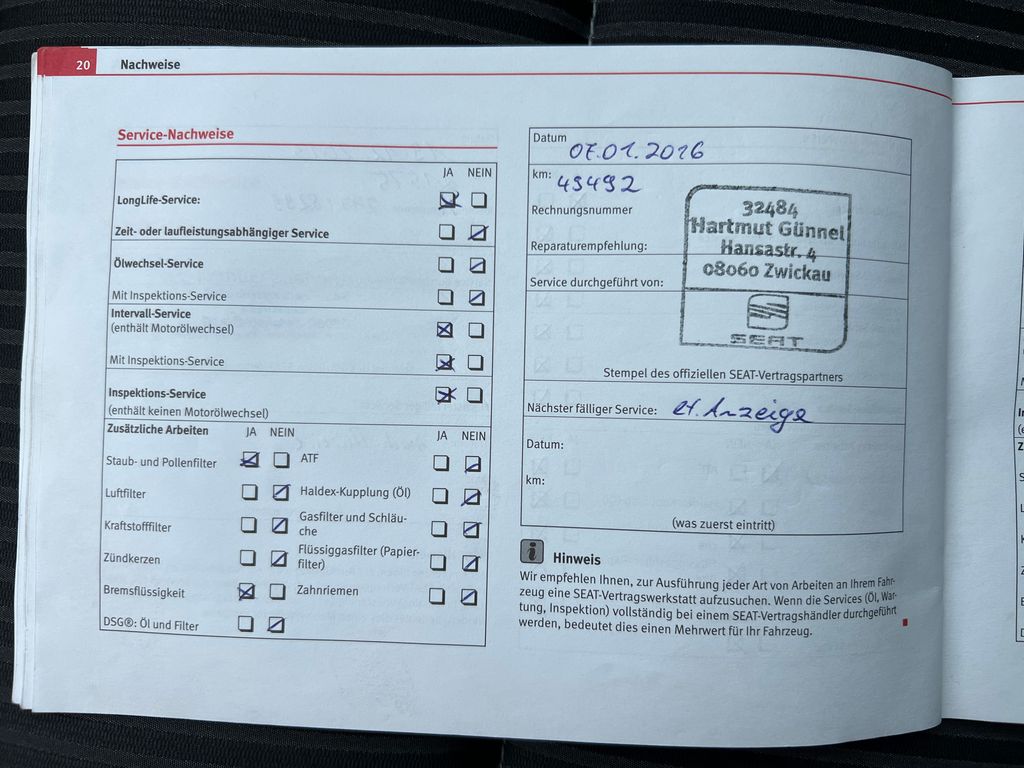 20 Nachweise
Service-Nachweise
JA NEIN
LongLife-Service:
Zeit- oder laufleistungsabhängiger Service
Ölwechsel-Service
Mit Inspektions-Service
Intervall-Service
(enthält Motorölwechsel)
Mit Inspektions-Service
Inspektions-Service
(enthält keinen Motorölwechsel)
Zusätzliche Arbeiten JA NEIN JA NEIN
Staub- und Pollenfilter ATF
Luftfilter Haldex-Kupplung (Öl)
Kraftstofffilter Gasfilter und Schläu-
che
Zündkerzen Flüssiggasfilter (Papier-
filter)
Bremsflüssigkeit Zahnriemen
DSG®: Öl und Filter
Datum 07.01.2016
km: 49492
Rechnungsnummer
Reparaturempfehlung:
Service durchgeführt von:
32484
Hartmut Günnel
Hansastr. 4
08060 Zwickau
SEAT
Stempel des offiziellen SEAT-Vertragspartners
Nächster fälliger Service: lt. Anzeige
Datum:
km:
(was zuerst eintritt)
i Hinweis
Wir empfehlen Ihnen, zur Ausführung jeder Art von Arbeiten an Ihrem Fahr-
zeug eine SEAT-Vertragswerkstatt aufzusuchen. Wenn die Services (Öl, War-
tung, Inspektion) vollständig bei einem SEAT-Vertragshändler durchgeführt
werden, bedeutet dies einen Mehrwert für Ihr Fahrzeug.